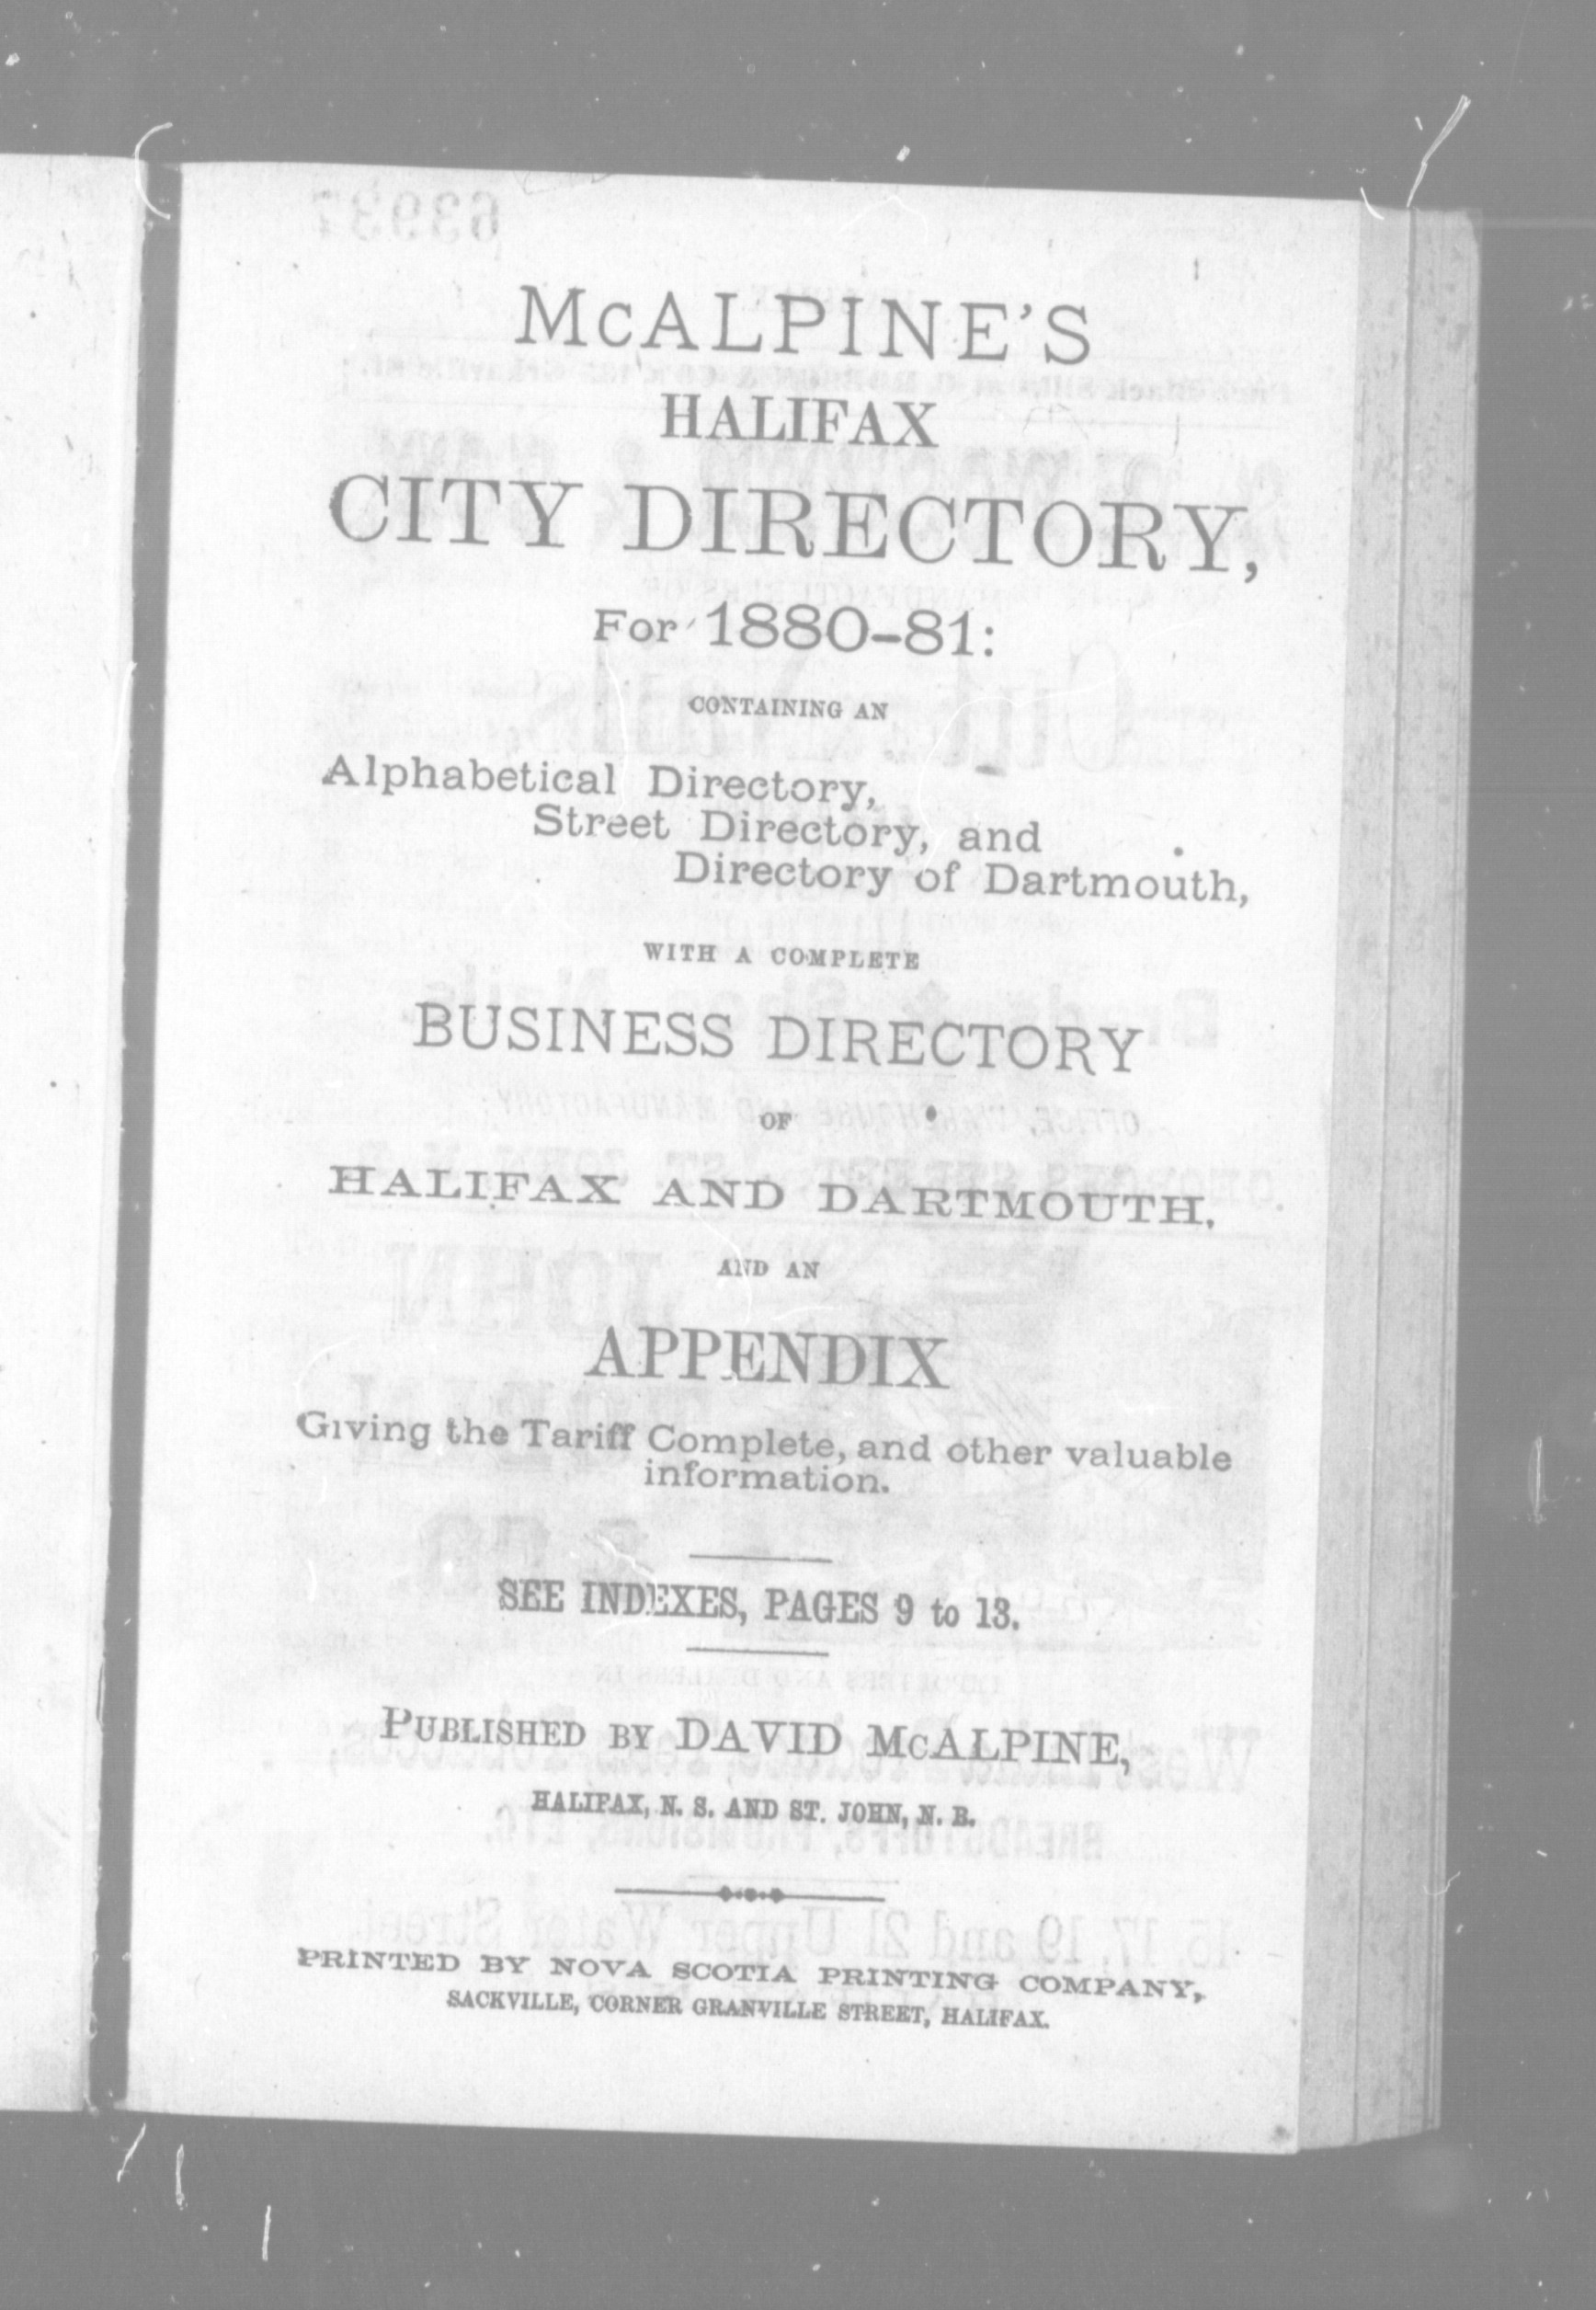 McALPINE'S
HALIFAX
CITY DIRECTORY,
For 1880-81:
CONTAINING AN
Alphabetical Directory,
Street Directory, and
Directory of Dartmouth,
WITH A COMPLETE
BUSINESS DIRECTORY
OF
HALIFAX AND DARTMOUTH.
AND AN
APPENDIX
Giving the Tariff Complete, and other valuable
information.
SEE INDEXES, PAGES 9 to 13.
PUBLISHED BY DAVID McALPINE,
HALIFAX, N. S. AND ST. JOHN, N. B.
PRINTED BY NOVA SCOTIA PRINTING COMPANY,
SACKVILLE, CORNER GRANVILLE STREET, HALIFAX.